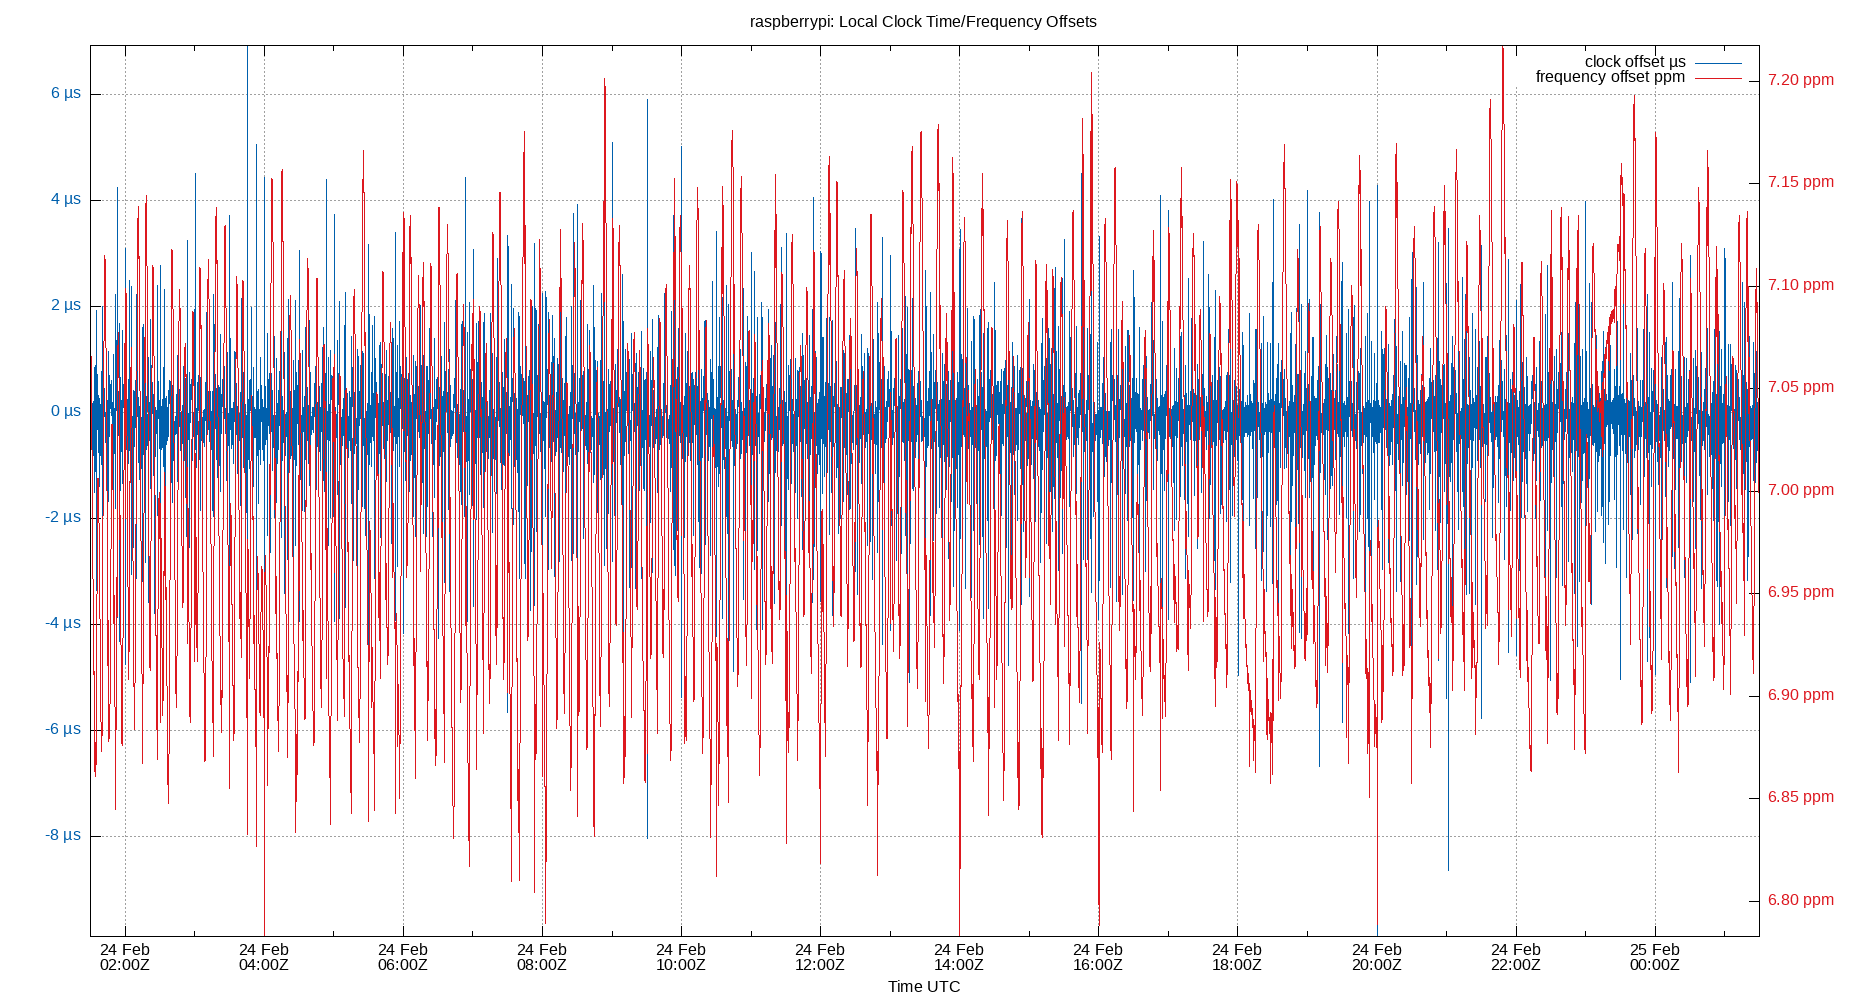 raspberrypi: Local Clock Time/Frequency Offsets
clock offset µs
frequency offset ppm
6 µs
4 µs
2 µs
0 µs
-2 µs
-4 µs
-6 µs
-8 µs
7.20 ppm
7.15 ppm
7.10 ppm
7.05 ppm
7.00 ppm
6.95 ppm
6.90 ppm
6.85 ppm
6.80 ppm
24 Feb 24 Feb 24 Feb 24 Feb 24 Feb 24 Feb 24 Feb 24 Feb 24 Feb 24 Feb 24 Feb 25 Feb
02:00Z 04:00Z 06:00Z 08:00Z 10:00Z 12:00Z 14:00Z 16:00Z 18:00Z 20:00Z 22:00Z 00:00Z
Time UTC